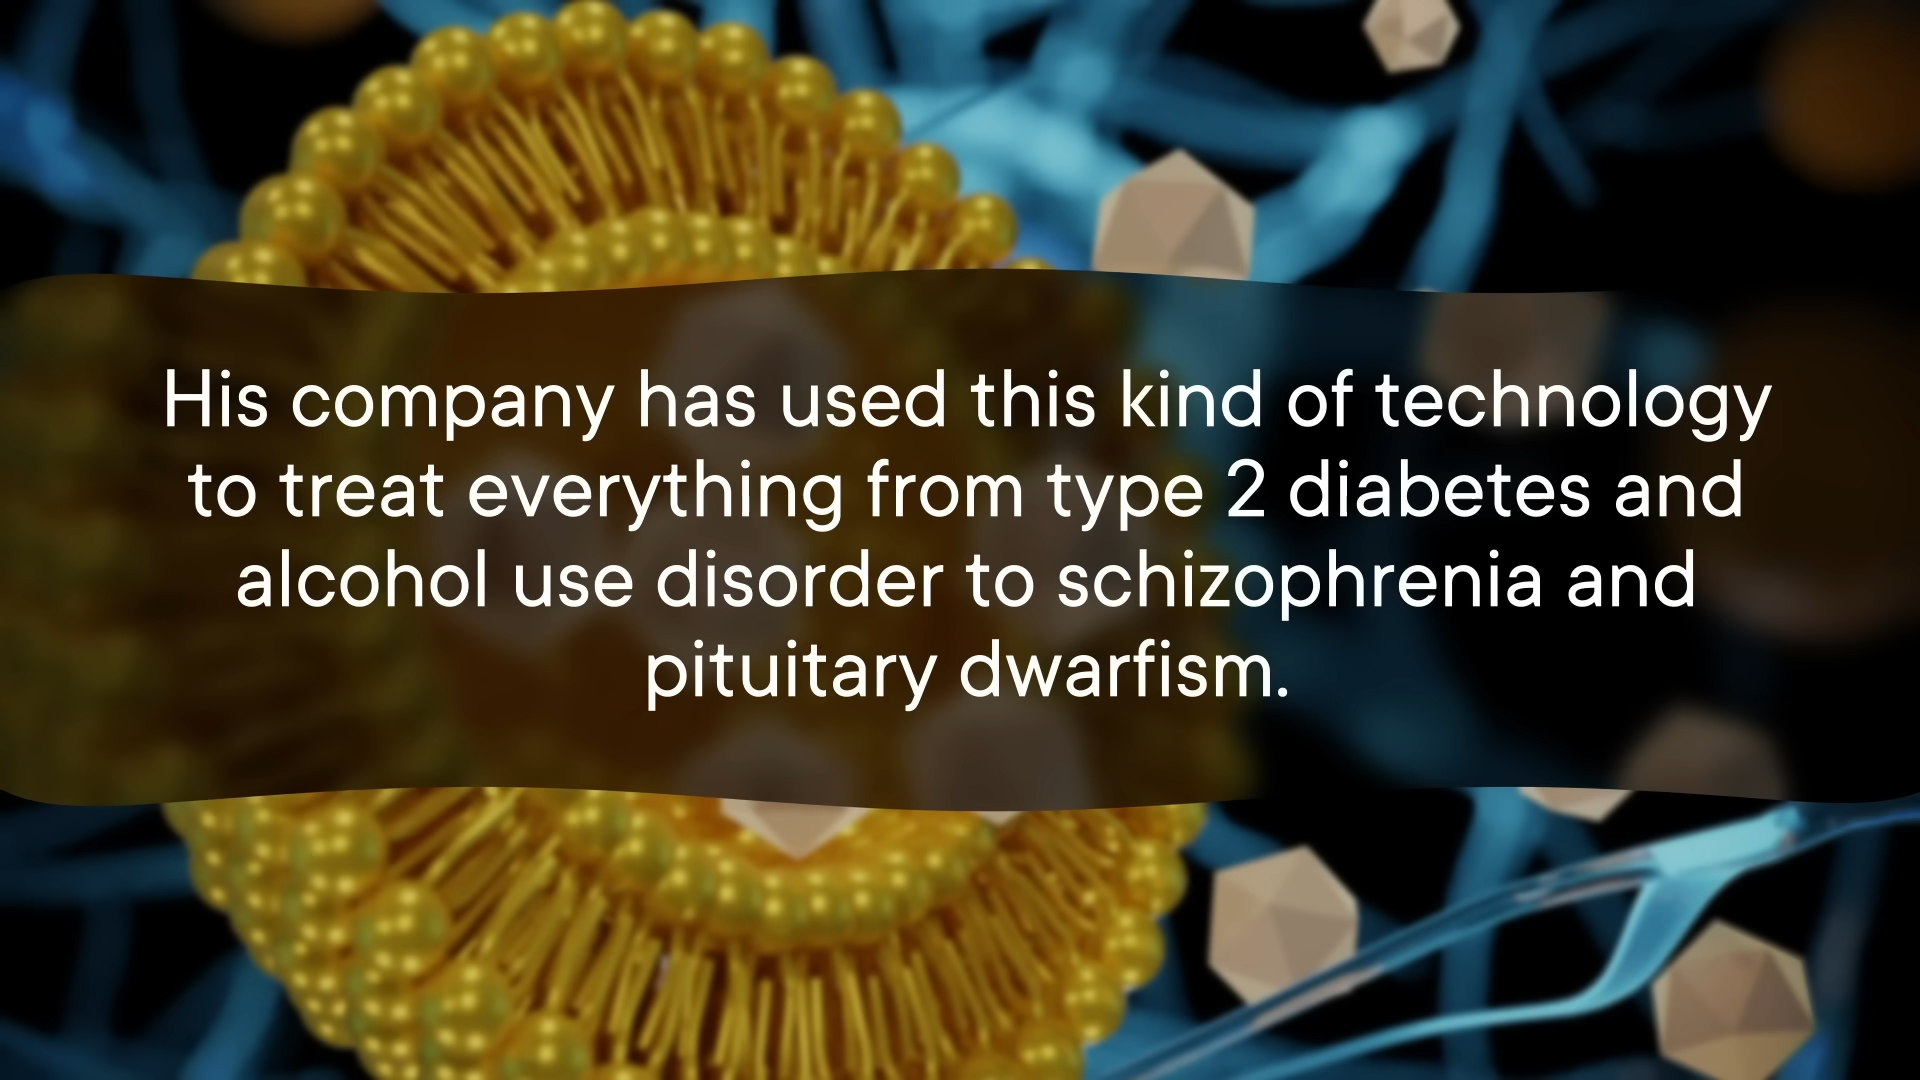 His company has used this kind of technology
to treat everything from type 2 diabetes and
alcohol use disorder to schizophrenia and
pituitary dwarfism.